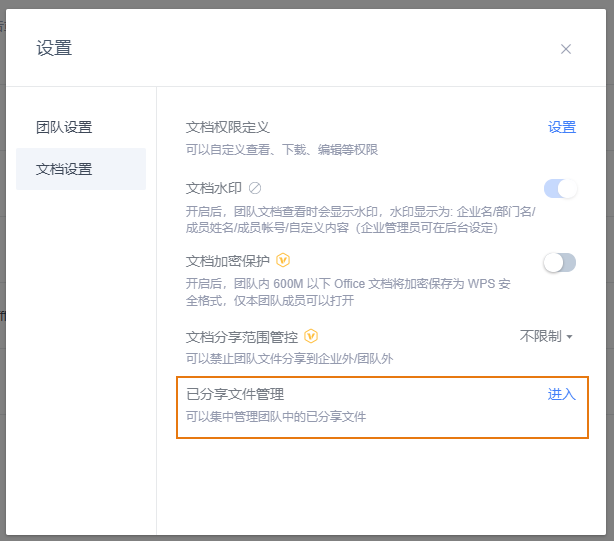 设置
团队设置
文档设置
文档权限定义
设置
可以自定义查看、下载、编辑等权限
文档水印
开启后，团队文档查看时会显示水印，水印显示为: 企业名/部门名/
成员姓名/成员帐号/自定义内容（企业管理员可在后台设定）
文档加密保护
开启后，团队内 600M 以下 Office 文档将加密保存为 WPS 安
全格式，仅本团队成员可以打开
文档分享范围管控
不限制
可以禁止团队文件分享到企业外/团队外
已分享文件管理
进入
可以集中管理团队中的已分享文件